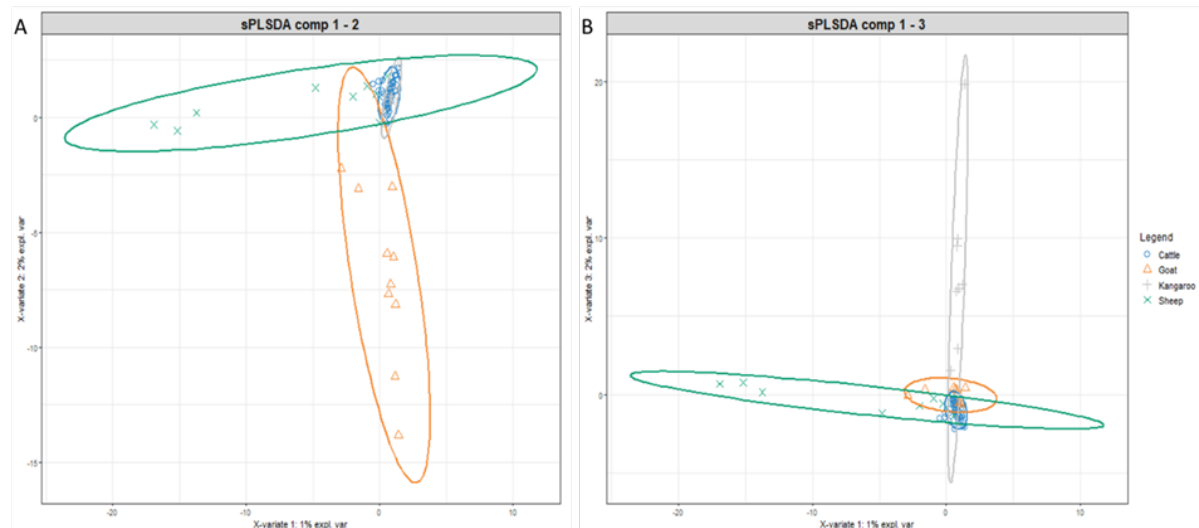 A
sPLSDA comp 1 - 2
0
-5
-10
-15
X-variate 2: 2% expl. var
-20
-10
0
10
X-variate 1: 1% expl. var
B
sPLSDA comp 1 - 3
20
10
0
X-variate 3: 2% expl. var
-20
-10
0
10
X-variate 1: 1% expl. var
Legend
Cattle
Goat
Kangaroo
Sheep